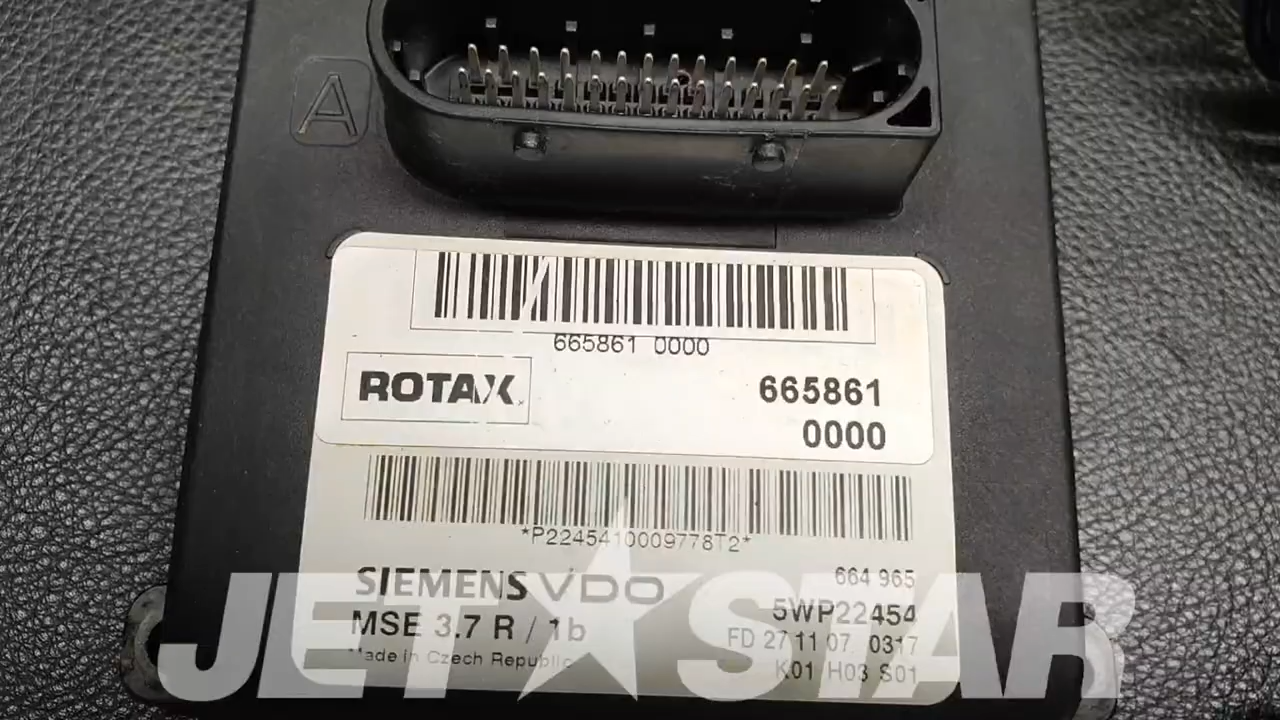 A
665861 0000
ROTAX
665861
0000
*P2245410009778T2*
SIEMENS VDO
664 965
MSE 3.7 R / 1b
5WP22454
FD 27 11 07 0317
Made in Czech Republic
K01 H03 S01
JET STAR